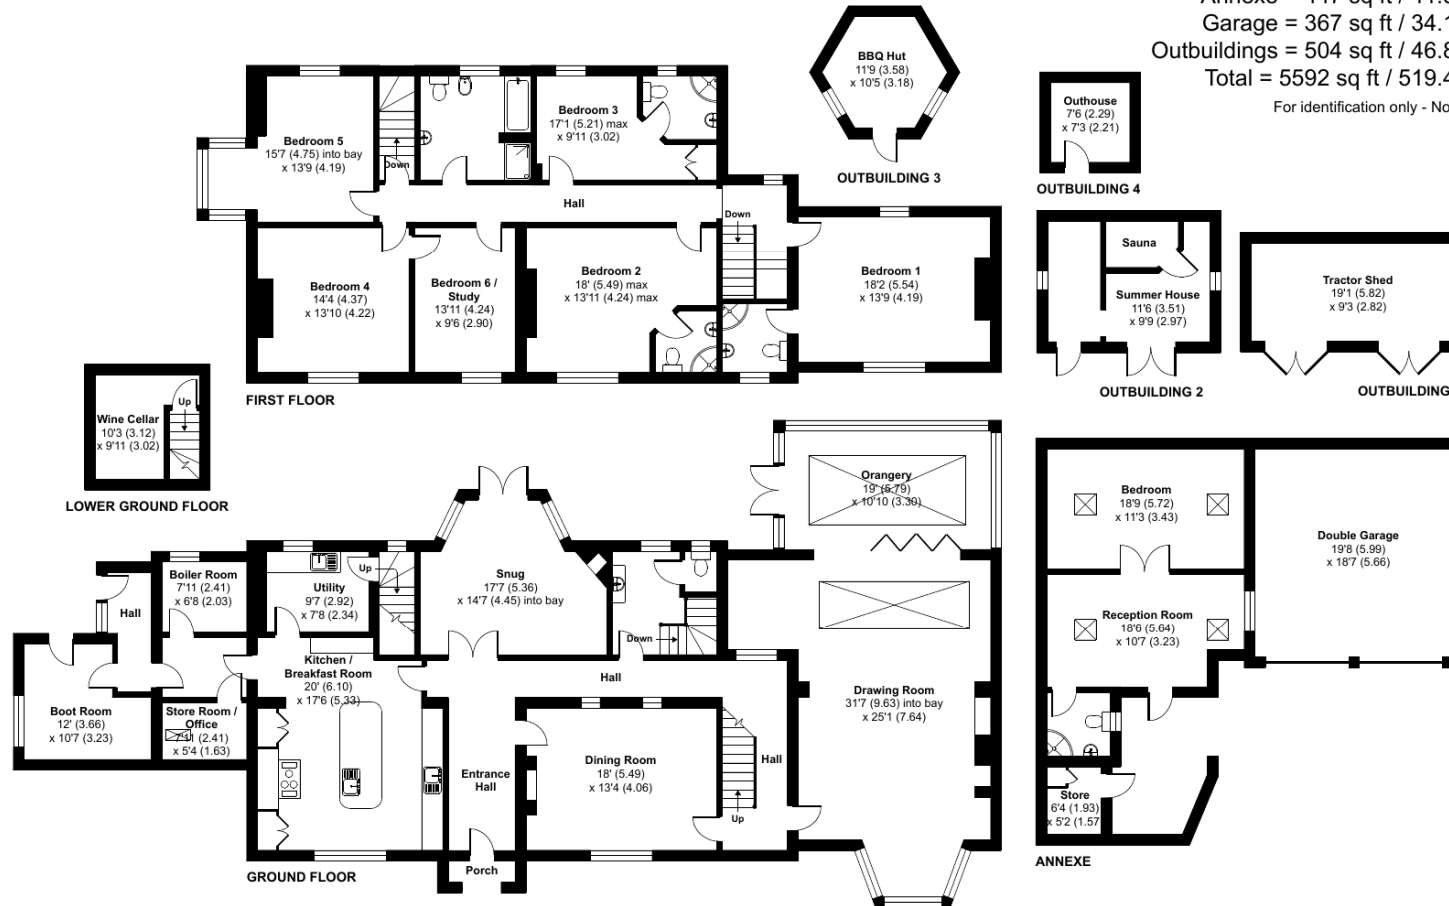 Garage = 367 sq ft / 34.1
Outbuildings = 504 sq ft / 46.8
Total = 5592 sq ft / 519.4
For identification only - No
BBQ Hut
11'9 (3.58)
x 10'5 (3.18)
OUTBUILDING 3
Outhouse
7'6 (2.29)
x 7'3 (2.21)
OUTBUILDING 4
Bedroom 5
15'7 (4.75) into bay
x 13'9 (4.19)
Down
Bedroom 3
17'1 (5.21) max
x 9'11 (3.02)
Hall
Down
Bedroom 4
14'4 (4.37)
x 13'10 (4.22)
Bedroom 6 /
Study
13'11 (4.24)
x 9'6 (2.90)
Bedroom 2
18' (5.49) max
x 13'11 (4.24) max
Bedroom 1
18'2 (5.54)
x 13'9 (4.19)
FIRST FLOOR
Sauna
Summer House
11'6 (3.51)
x 9'9 (2.97)
OUTBUILDING 2
Tractor Shed
19'1 (5.82)
x 9'3 (2.82)
OUTBUILDING
Wine Cellar
10'3 (3.12)
x 9'11 (3.02)
Up
LOWER GROUND FLOOR
Orangery
19' (5.79)
x 10'10 (3.30)
Boiler Room
7'11 (2.41)
x 6'8 (2.03)
Hall
Utility
9'7 (2.92)
x 7'8 (2.34)
Up
Snug
17'7 (5.36)
x 14'7 (4.45) into bay
Down
Hall
Kitchen /
Breakfast Room
20' (6.10)
x 17'6 (5.33)
Boot Room
12' (3.66)
x 10'7 (3.23)
Store Room /
Office
7'11 (2.41)
x 5'4 (1.63)
Entrance
Hall
Dining Room
18' (5.49)
x 13'4 (4.06)
Hall
Up
Drawing Room
31'7 (9.63) into bay
x 25'1 (7.64)
Porch
GROUND FLOOR
Bedroom
18'9 (5.72)
x 11'3 (3.43)
Double Garage
19'8 (5.99)
x 18'7 (5.66)
Reception Room
18'6 (5.64)
x 10'7 (3.23)
Store
6'4 (1.93)
x 5'2 (1.57
ANNEXE